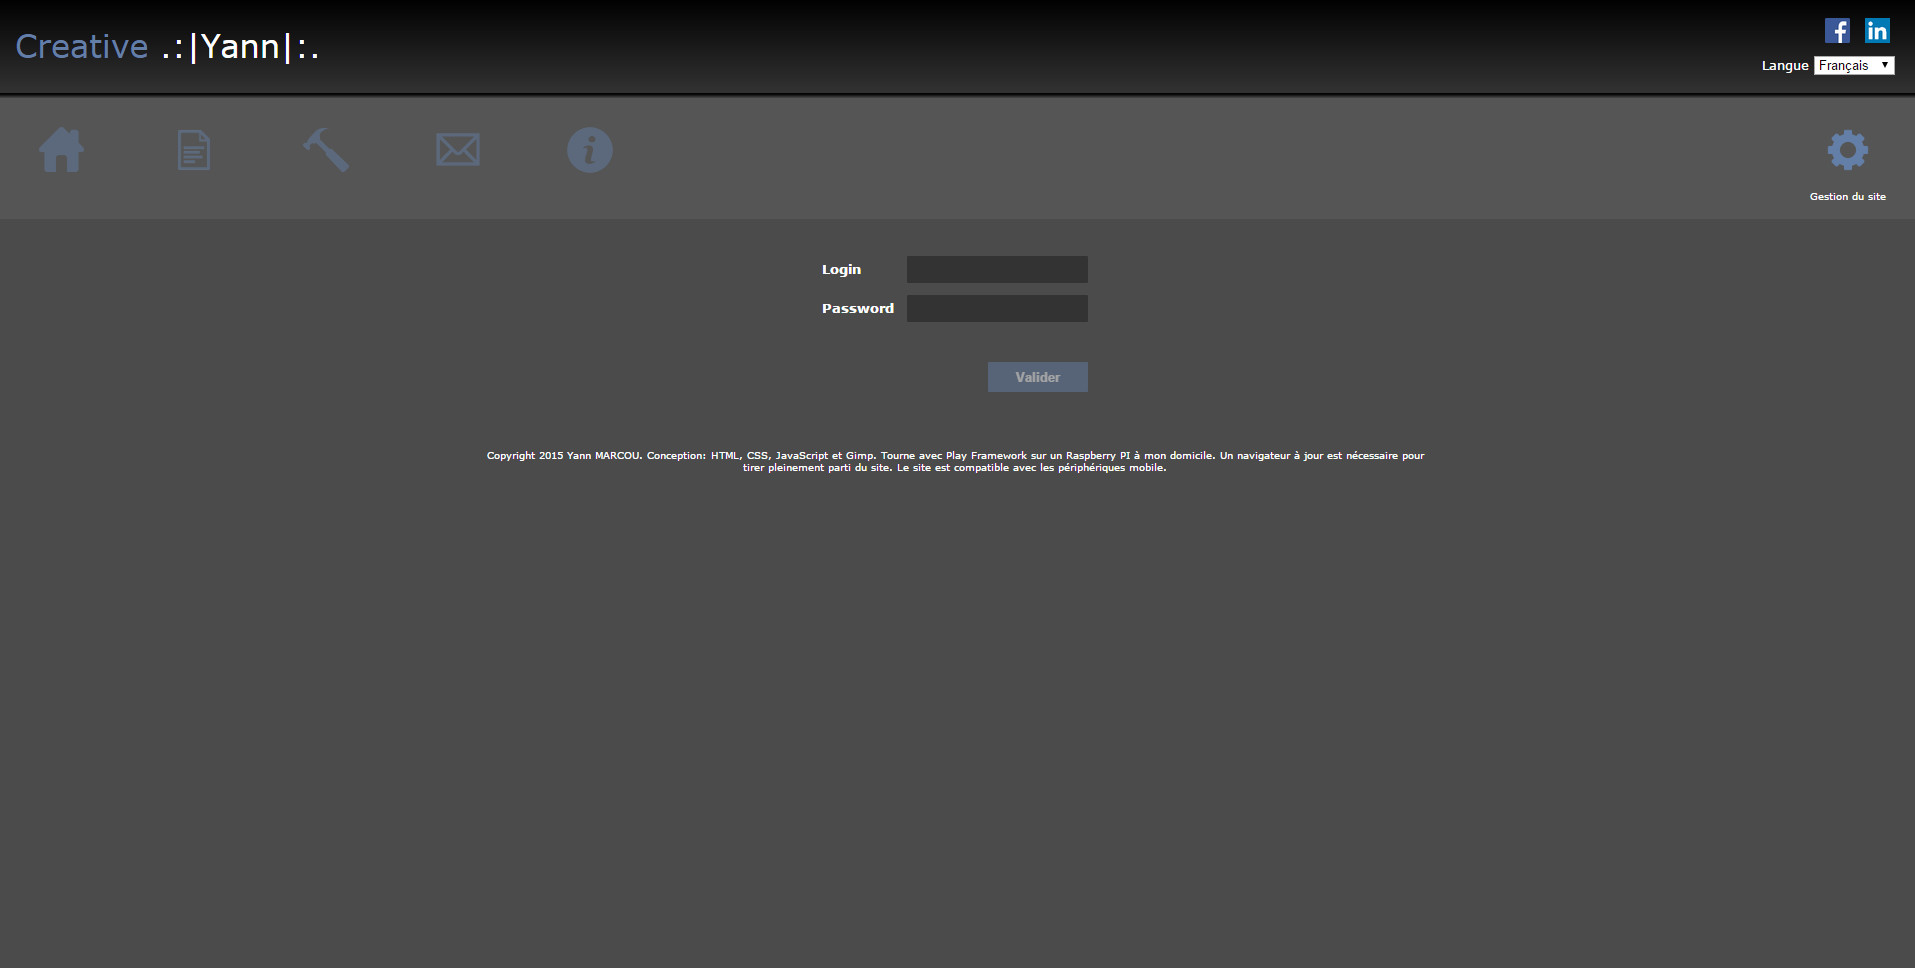 Creative .:|Yann|:.
Langue Français
Gestion du site
Login
Password
Valider
Copyright 2015 Yann MARCOU. Conception: HTML, CSS, JavaScript et Gimp. Tourne avec Play Framework sur un Raspberry PI à mon domicile. Un navigateur à jour est nécessaire pour
tirer pleinement parti du site. Le site est compatible avec les périphériques mobile.